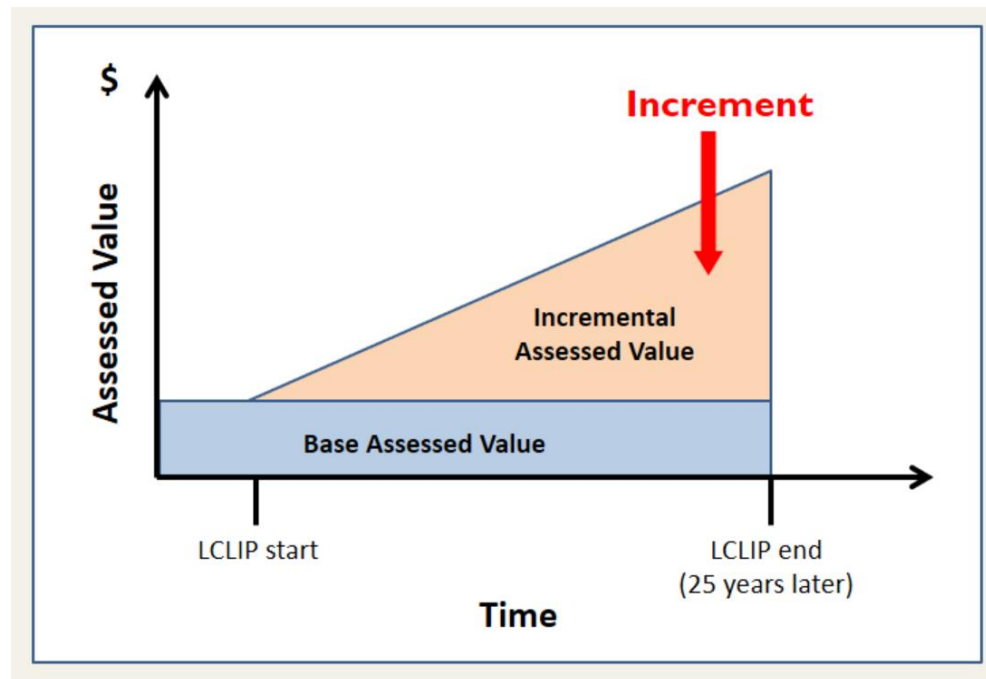 $
Increment
Assessed Value
Incremental
Assessed Value
Base Assessed Value
LCLIP start
LCLIP end
(25 years later)
Time